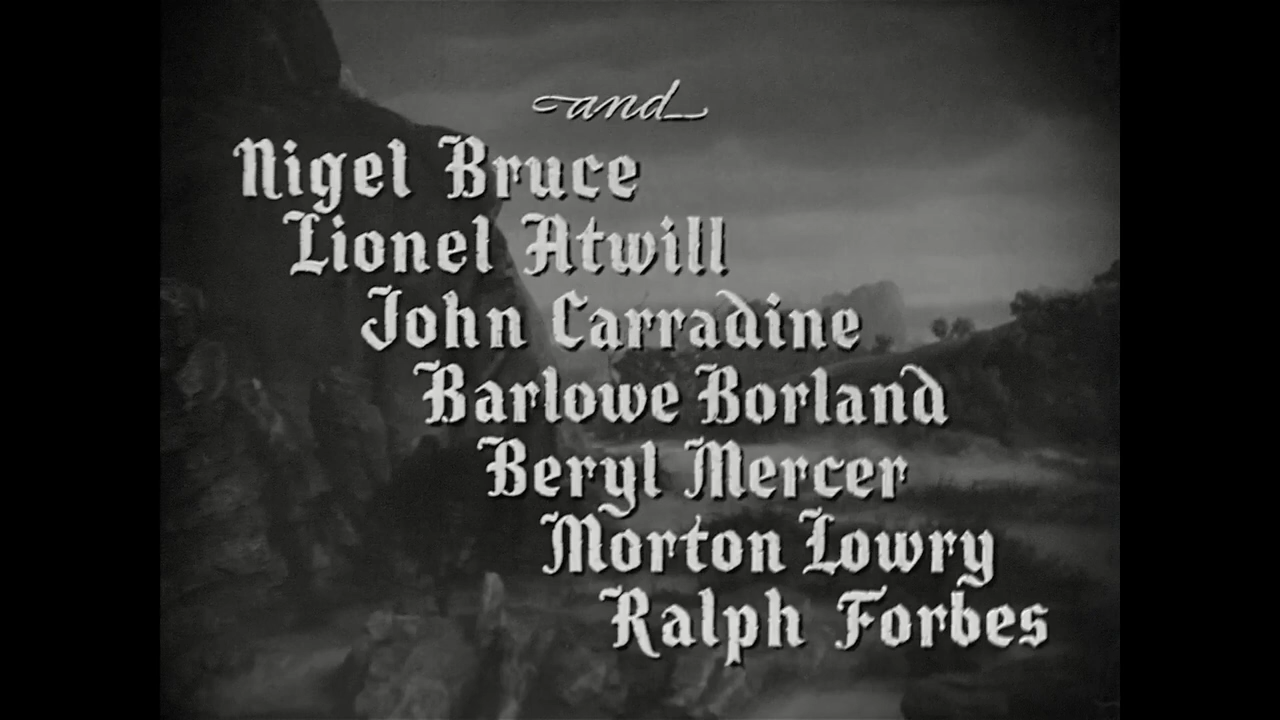 and
Nigel Bruce
Lionel Atwill
John Carradine
Barlowe Borland
Beryl Mercer
Morton Lowry
Ralph Forbes